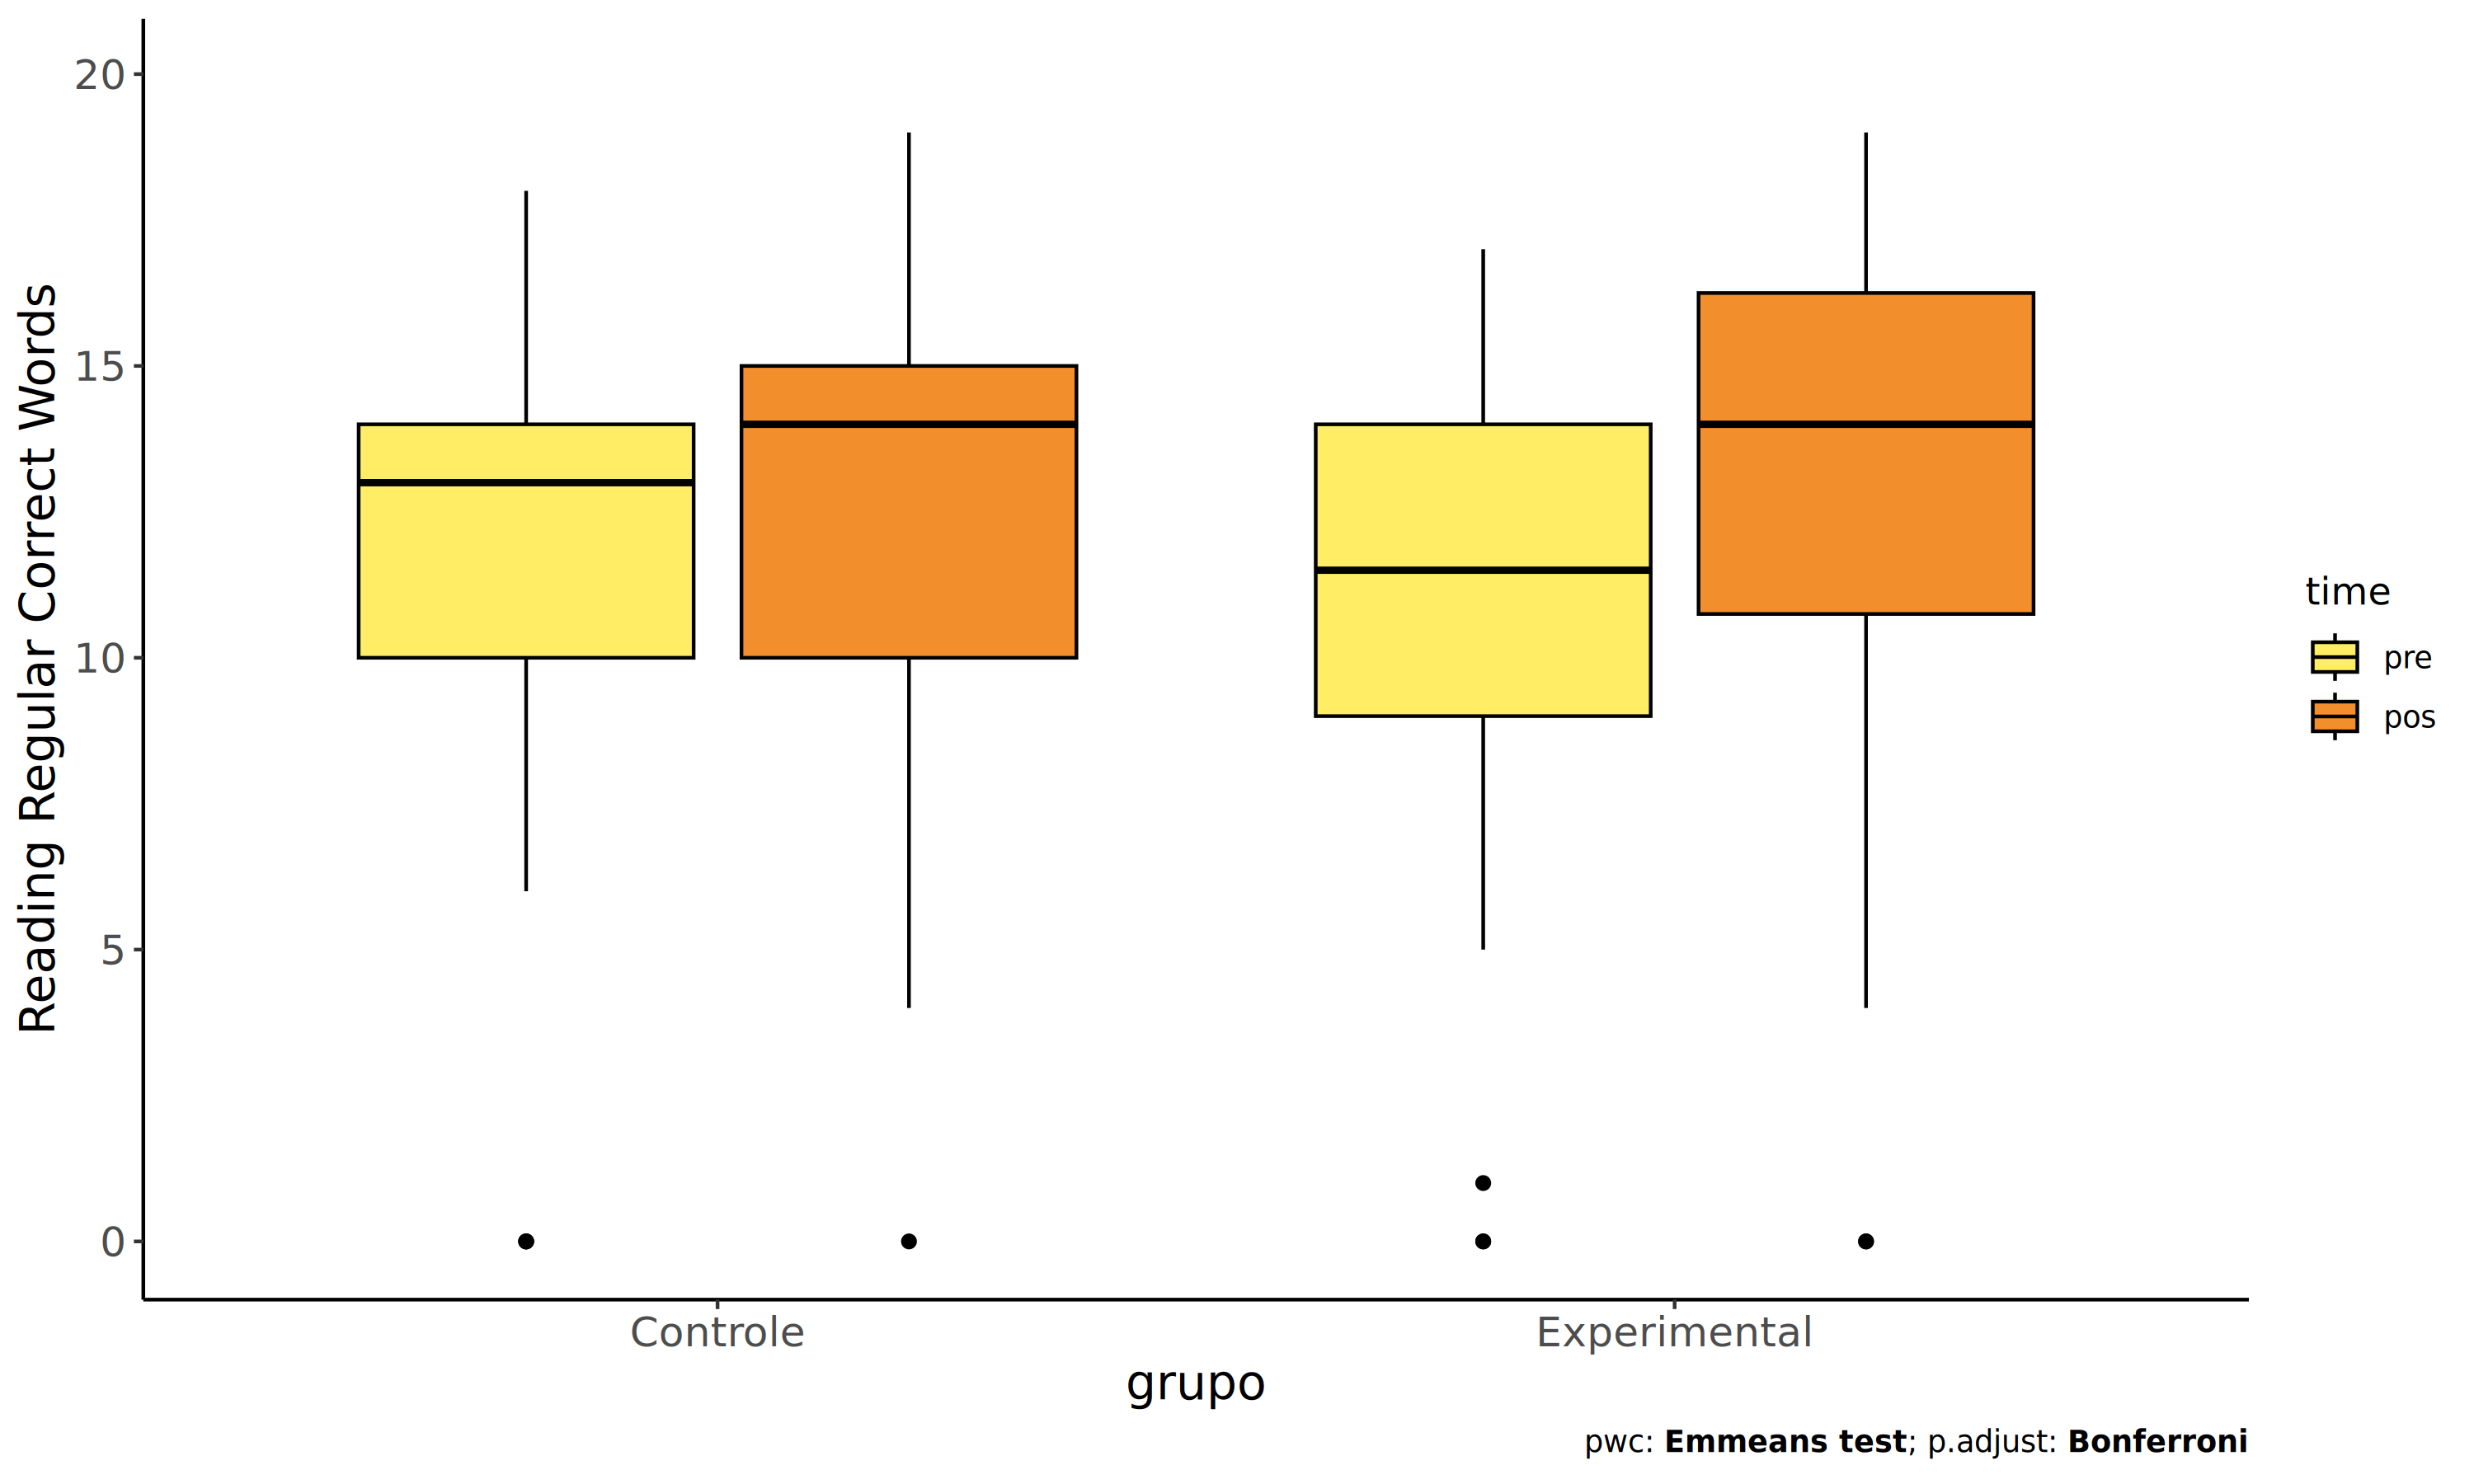 Reading Regular Correct Words
20
15
10
5
0
Controle
Experimental
grupo
time
pre
pos
pwc: Emmeans test; p.adjust: Bonferroni